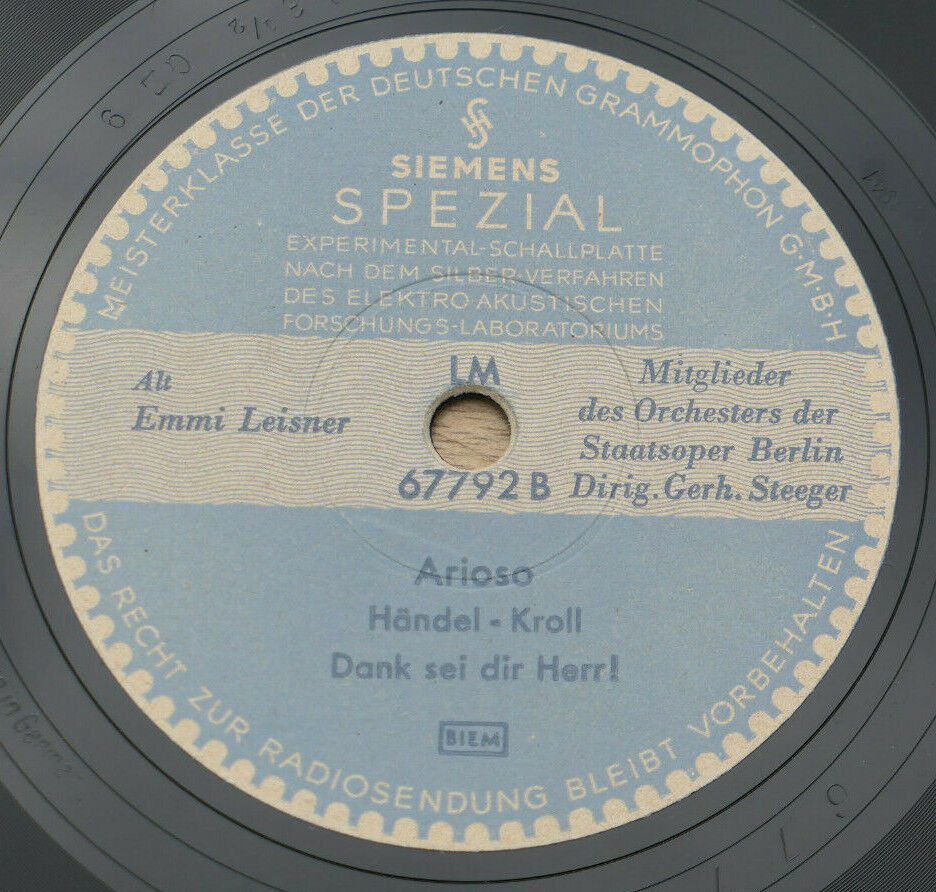 MEISTERKLASSE DER DEUTSCHEN GRAMMOPHON G·M·B·H
SIEMENS
SPEZIAL
EXPERIMENTAL-SCHALLPLATTE
NACH DEM SILBER-VERFAHREN
DES ELEKTRO-AKUSTISCHEN
FORSCHUNGS-LABORATORIUMS
Alt
Emmi Leisner
LM
67792 B
Mitglieder
des Orchesters der
Staatsoper Berlin
Dirig. Gerh. Steeger
Arioso
Händel - Kroll
Dank sei dir Herr!
BIEM
DAS RECHT ZUR RADIOSENDUNG BLEIBT VORBEHALTEN